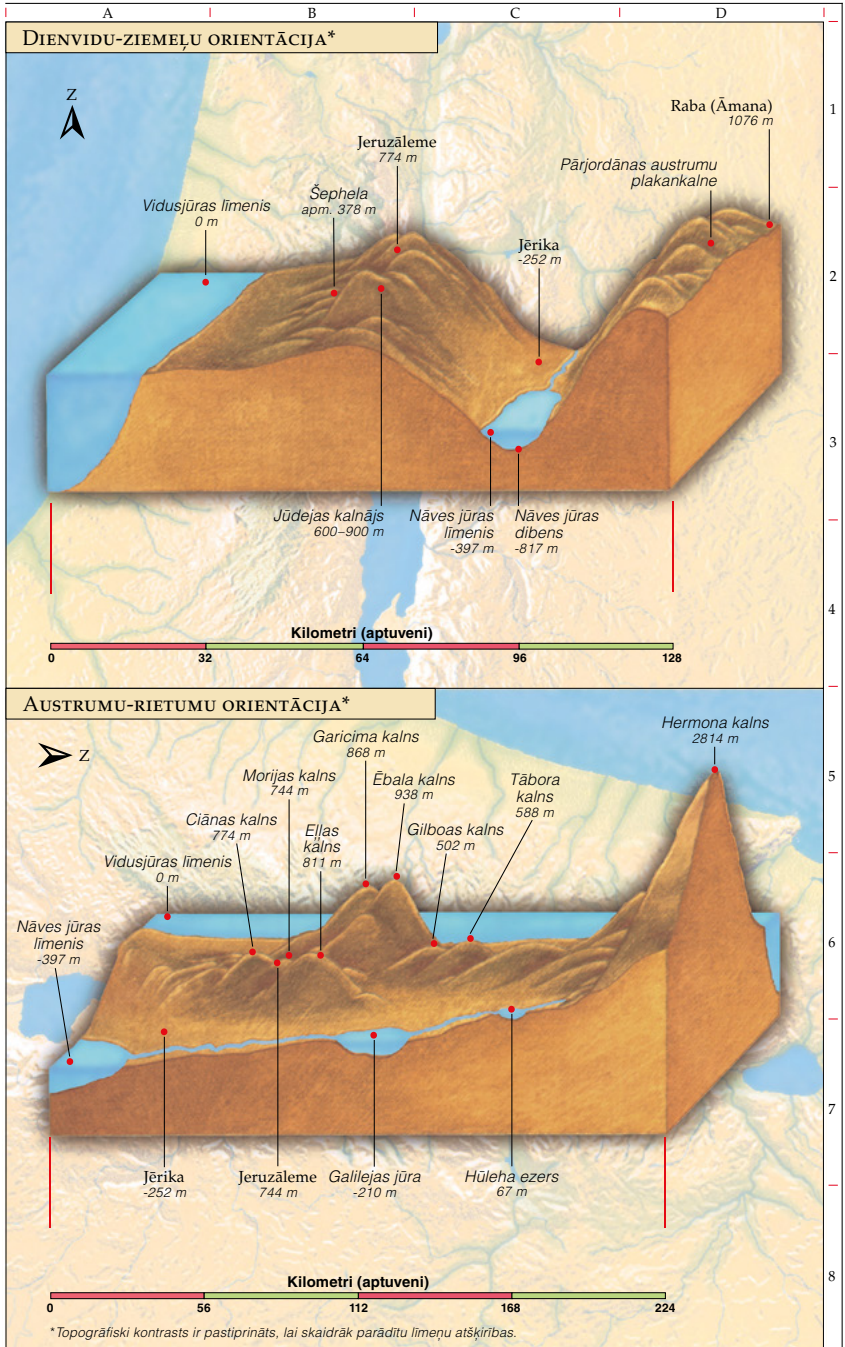 A B C D
DIENVIDU-ZIEMEĻU ORIENTĀCIJA*
Z
1
Raba (Āmana)
1076 m
Jeruzāleme
774 m
Pārjordānas austrumu
plakankalne
Šephela
apm. 378 m
Vidusjūras līmenis
0 m
Jērika
-252 m
2
3
Jūdejas kalnājs
600–900 m
Nāves jūras
līmenis
-397 m
Nāves jūras
dibens
-817 m
4
Kilometri (aptuveni)
0 32 64 96 128
AUSTRUMU-RIETUMU ORIENTĀCIJA*
Z
Hermona kalns
2814 m
Garicima kalns
868 m
Morijas kalns
744 m
Ēbala kalns
938 m
Tābora
kalns
588 m
5
Ciānas kalns
774 m
Eļļas
kalns
811 m
Gilboas kalns
502 m
Vidusjūras līmenis
0 m
Nāves jūras
līmenis
-397 m
6
7
Jērika
-252 m
Jeruzāleme
744 m
Galilejas jūra
-210 m
Hūleha ezers
67 m
8
Kilometri (aptuveni)
0 56 112 168 224
*Topogrāfiski kontrasts ir pastiprināts, lai skaidrāk parādītu līmeņu atšķirības.